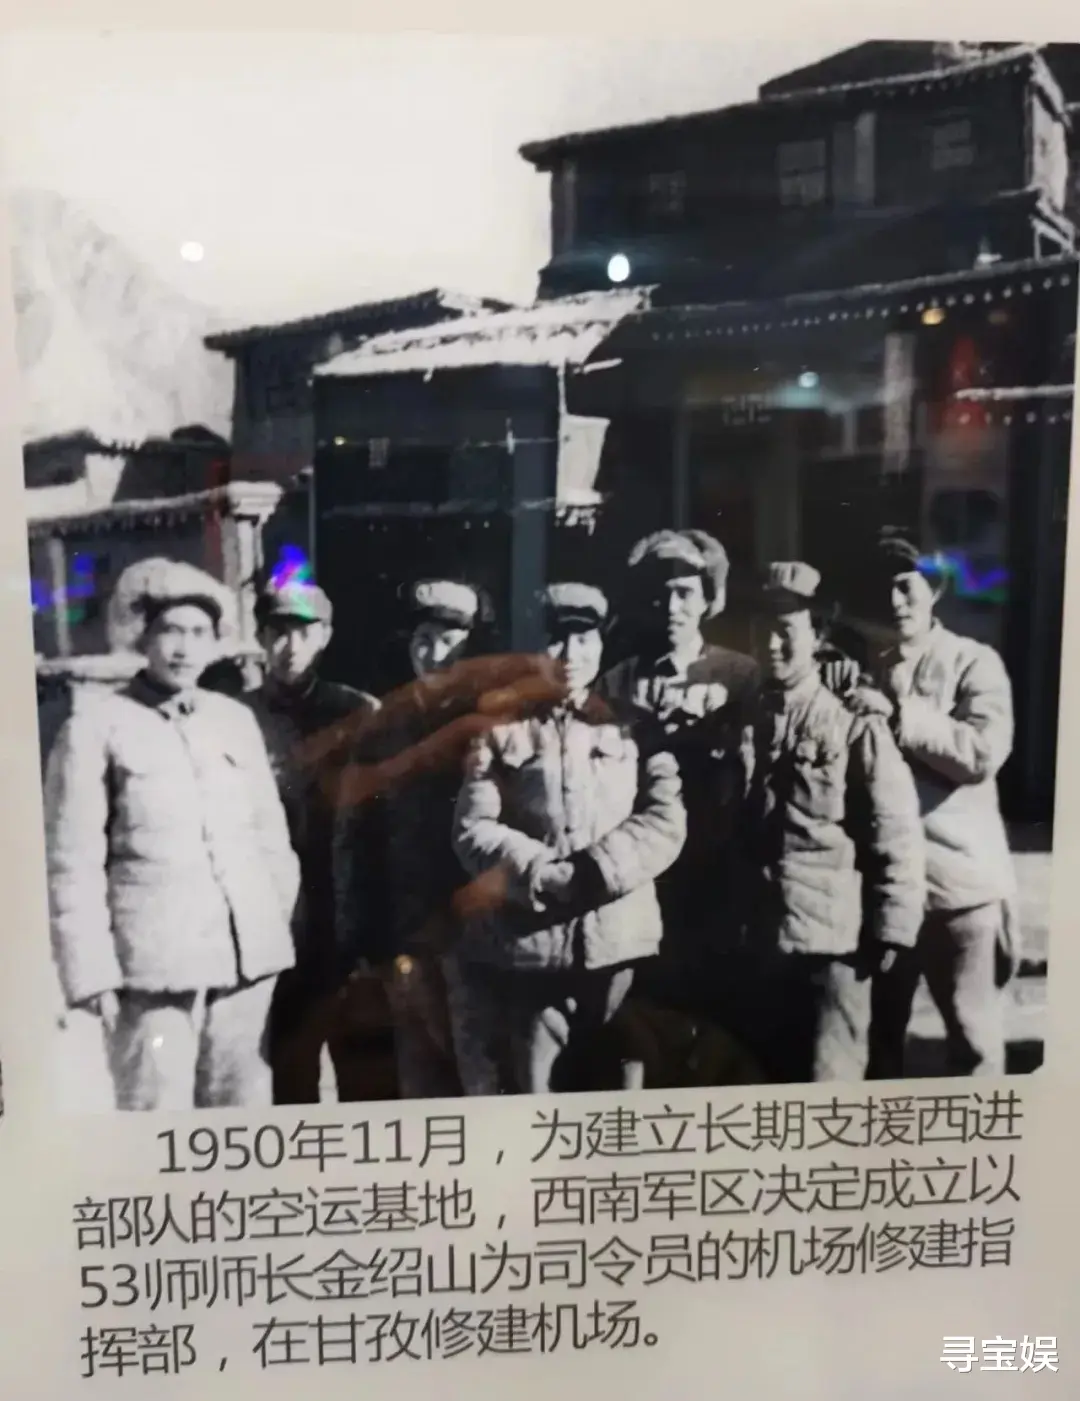 1950年11月，为建立长期支援西进
部队的空运基地，西南军区决定成立以
53师师长金绍山为司令员的机场修建指
挥部，在甘孜修建机场。
寻宝娱